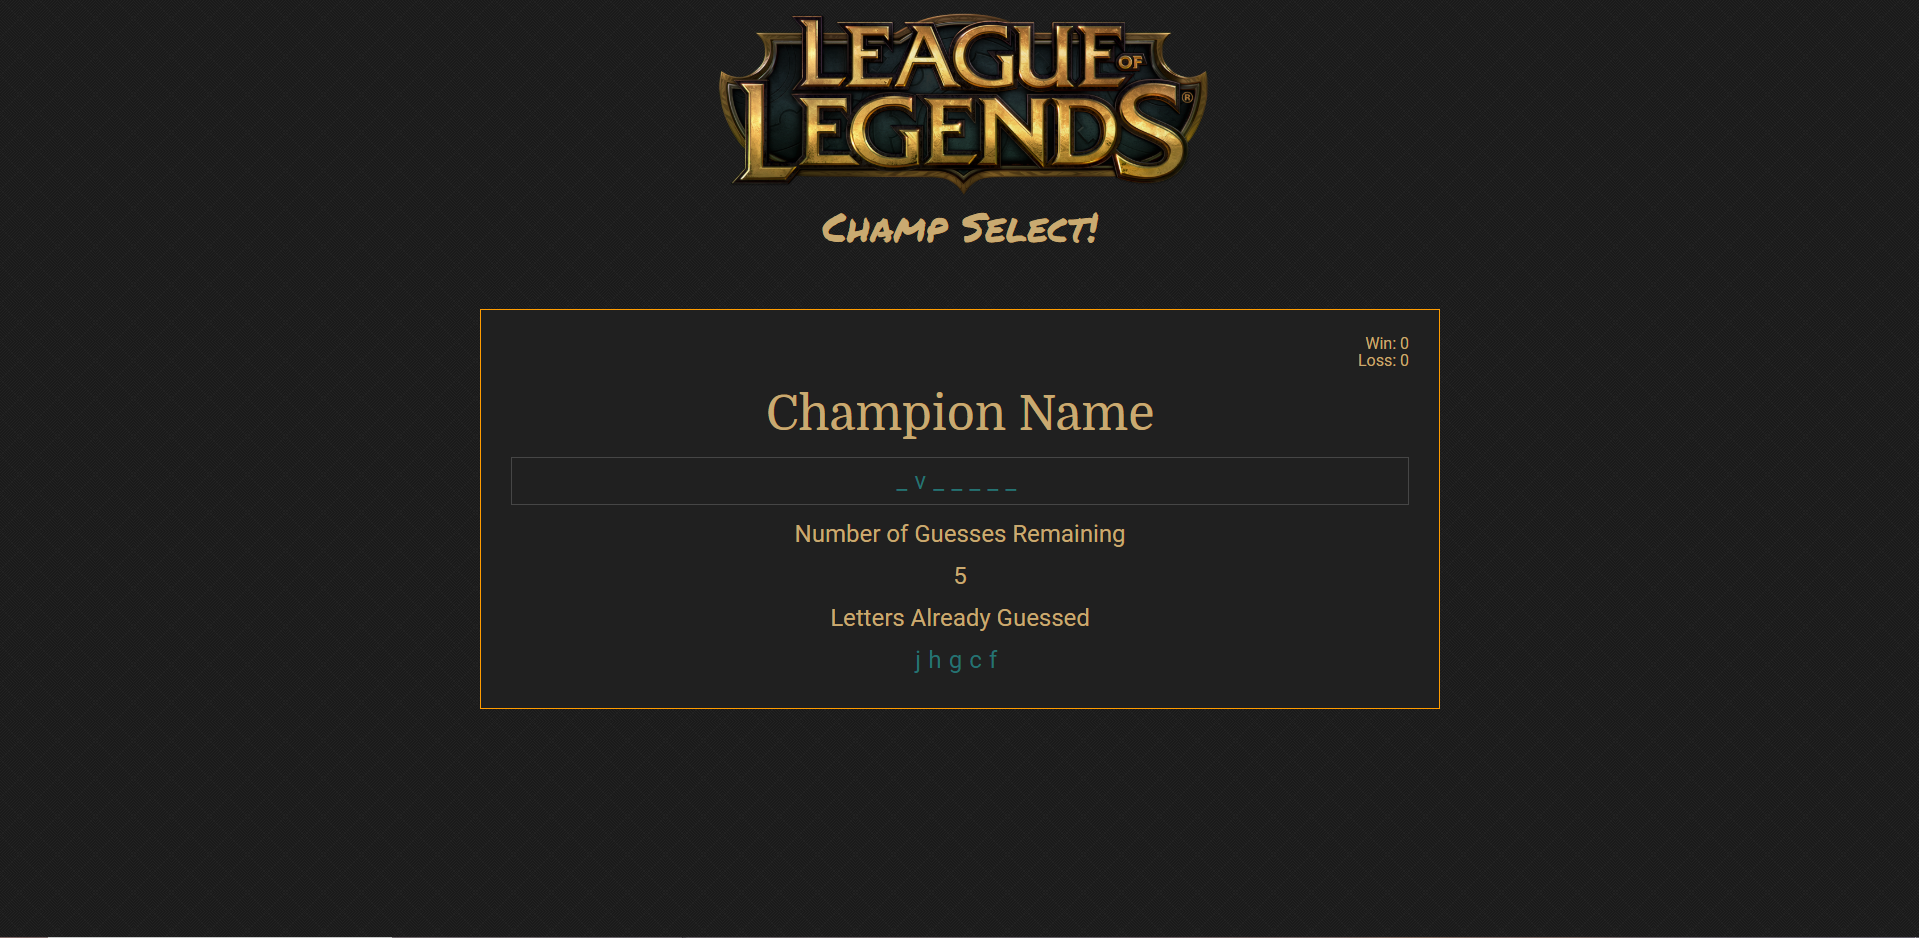 LEAGUE OF
LEGENDS®
Champ Select!
Win: 0
Loss: 0
Champion Name
_ v _ _ _ _ _
Number of Guesses Remaining
5
Letters Already Guessed
j h g c f